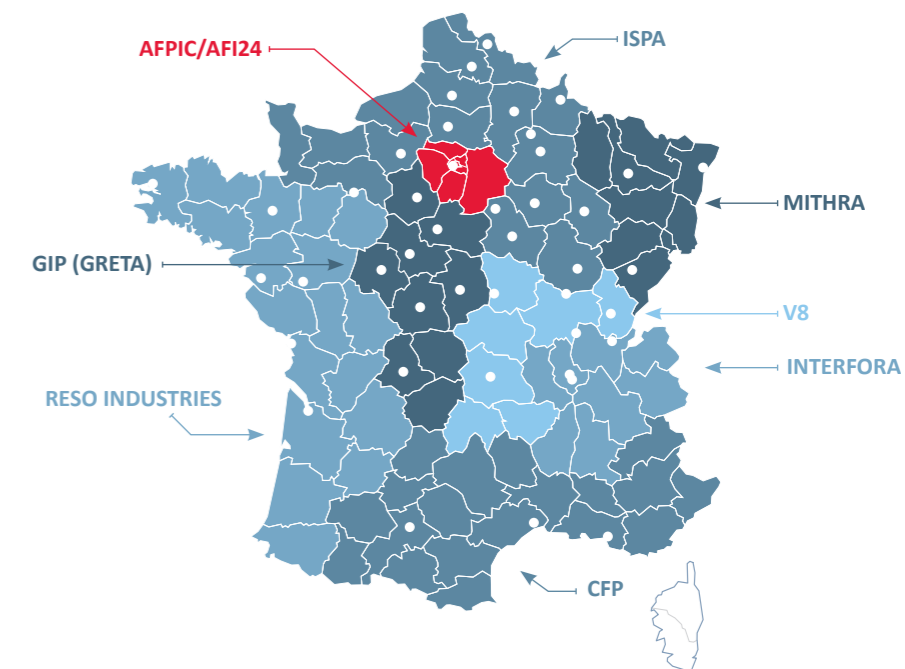 ISPA
AFPIC/AFI24
MITHRA
GIP (GRETA)
V8
INTERFORA
RESO INDUSTRIES
CFP